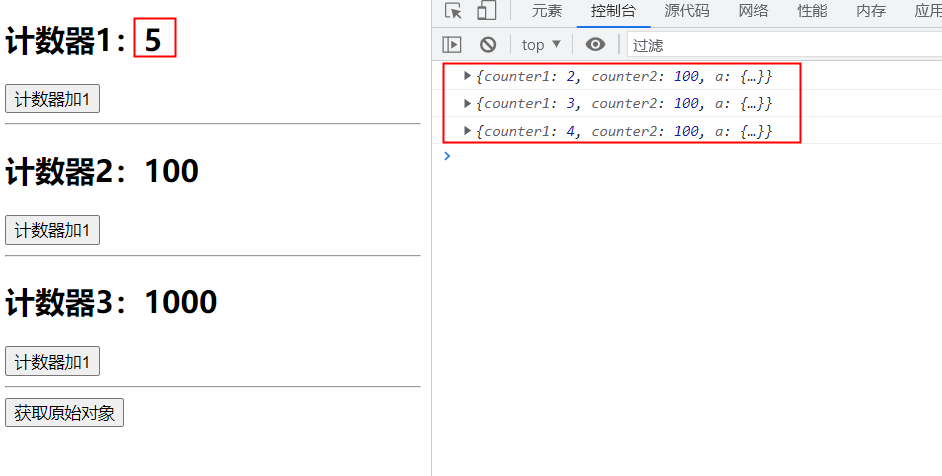 计数器1：5
计数器加1
计数器2：100
计数器加1
计数器3：1000
计数器加1
获取原始对象
元素 控制台 源代码 网络 性能 内存 应用
top ▼ 过滤
▶ {counter1: 2, counter2: 100, a: {…}}
▶ {counter1: 3, counter2: 100, a: {…}}
▶ {counter1: 4, counter2: 100, a: {…}}